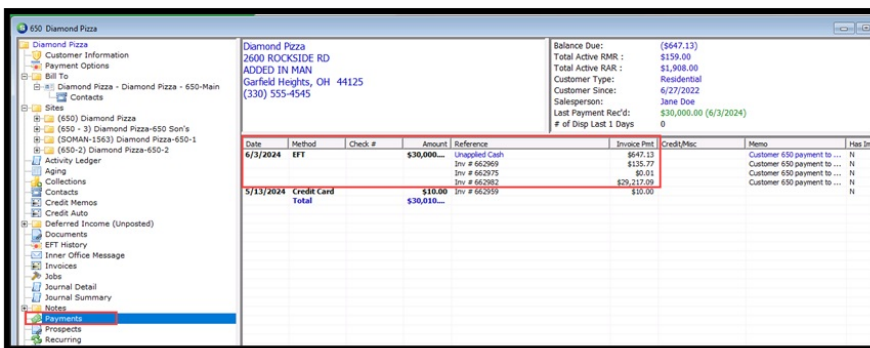 650 Diamond Pizza
Diamond Pizza
Customer Information
Payment Options
Bill To
Diamond Pizza - Diamond Pizza - 650-Main
Contacts
Sites
(650) Diamond Pizza
(650 - 3) Diamond Pizza-650 Son's
(SOMAN-1563) Diamond Pizza-650-1
(650-2) Diamond Pizza-650-2
Activity Ledger
Aging
Collections
Contacts
Credit Memos
Credit Auto
Deferred Income (Unposted)
Documents
EFT History
Inner Office Message
Invoices
Jobs
Journal Detail
Journal Summary
Notes
Payments
Prospects
Recurring
Diamond Pizza
2600 ROCKSIDE RD
ADDED IN MAN
Garfield Heights, OH 44125
(330) 555-4545
Balance Due: ($647.13)
Total Active RMR : $159.00
Total Active RAR : $1,908.00
Customer Type: Residential
Customer Since: 6/27/2022
Salesperson: Jane Doe
Last Payment Rec'd: $30,000.00 (6/3/2024)
# of Disp Last 1 Days 0
Date Method Check # Amount Reference Invoice Pmt Credit/Misc Memo Has Im
6/3/2024 EFT $30,000.... Unapplied Cash $647.13 Customer 650 payment to ... N
Inv # 662969 $135.77 Customer 650 payment to ... N
Inv # 662975 $0.01 Customer 650 payment to ... N
Inv # 662982 $29,217.09 Customer 650 payment to ... N
5/13/2024 Credit Card $10.00 Inv # 662959 $10.00 N
Total $30,010....